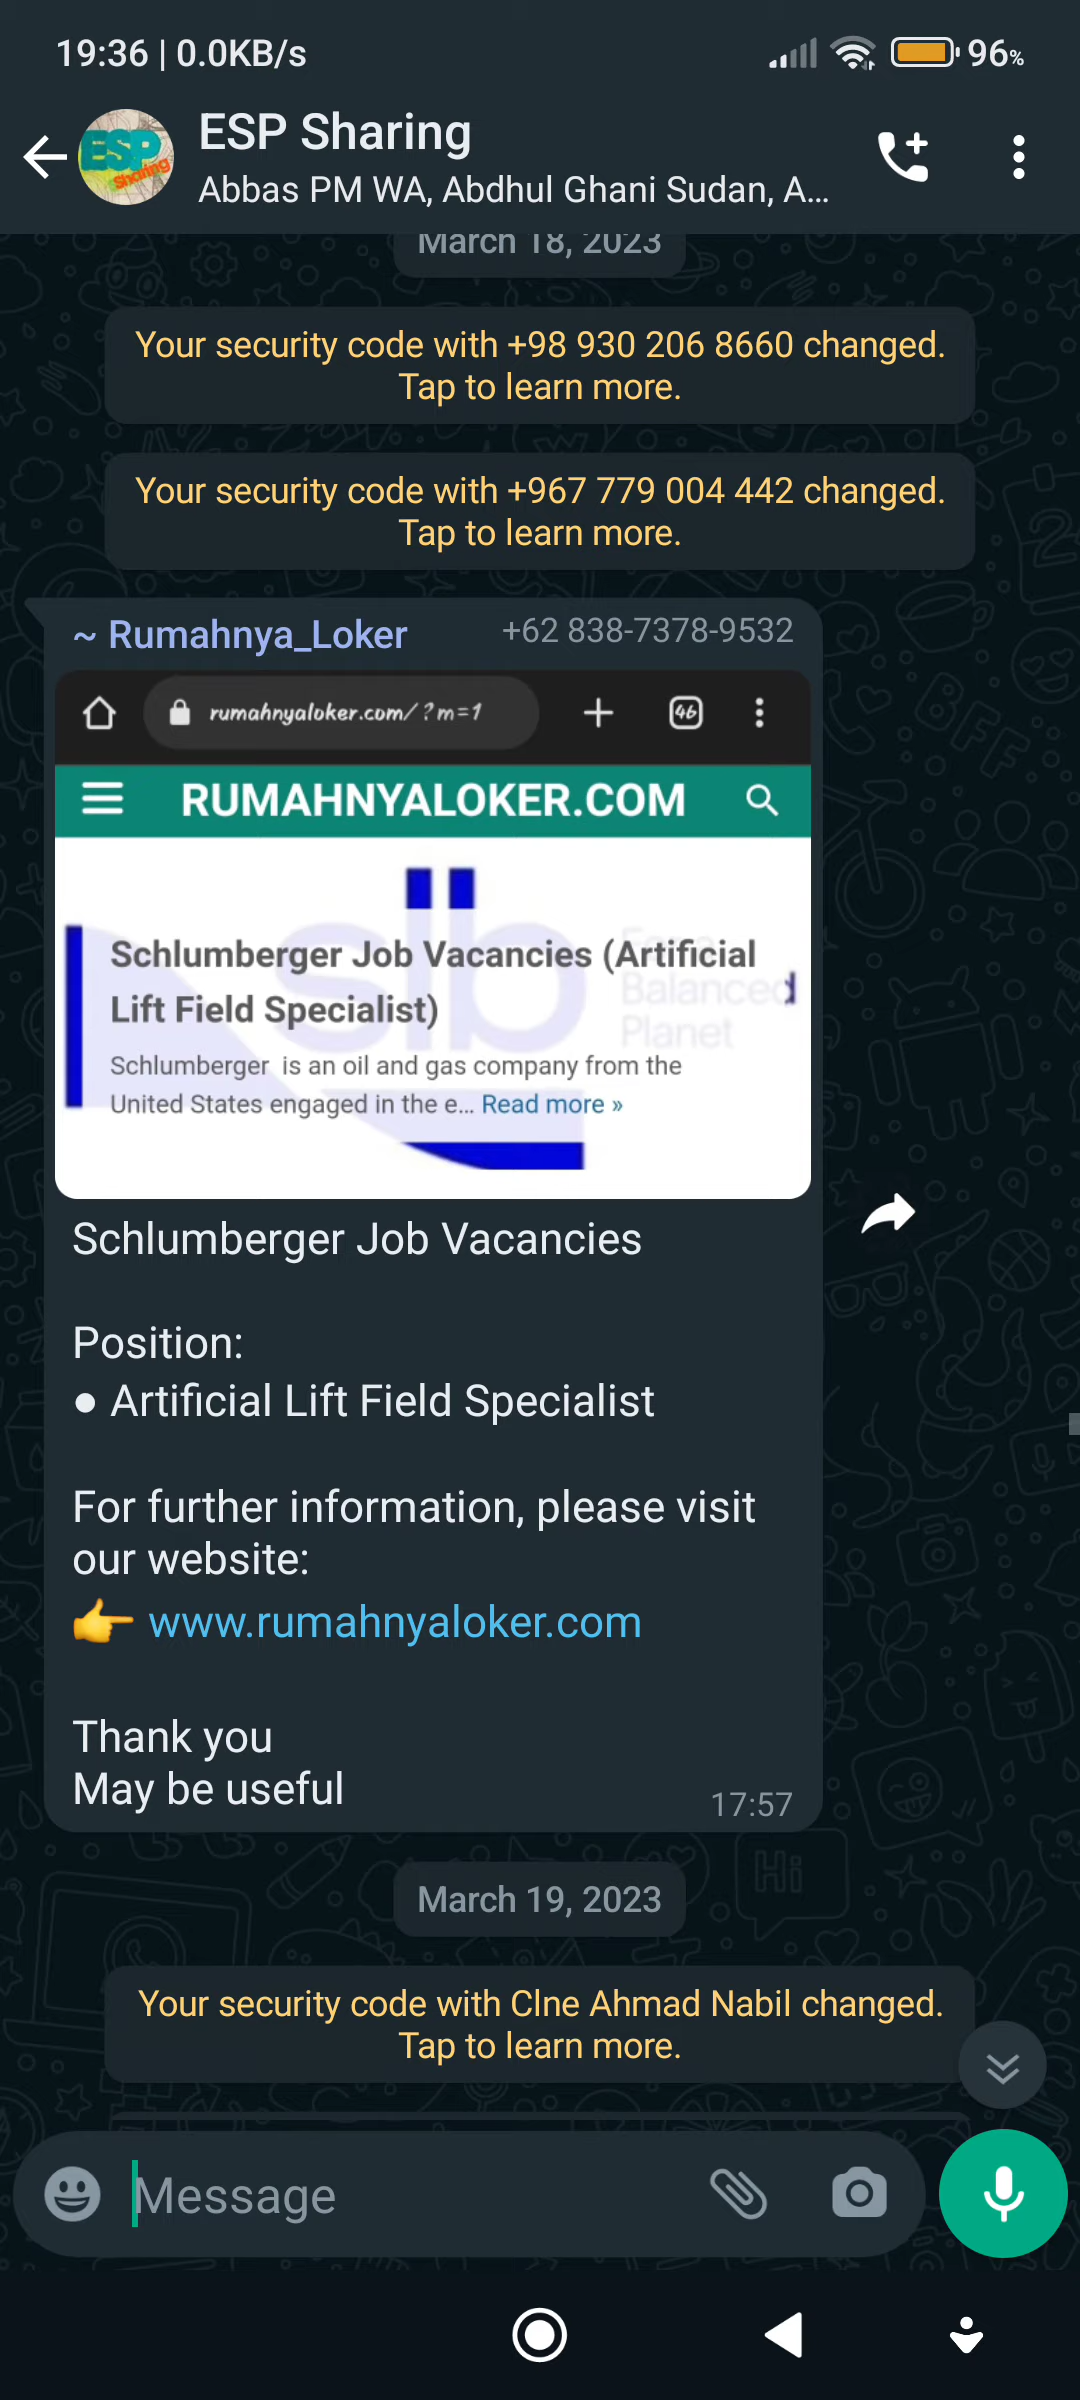 19:36 | 0.0KB/s
96%
ESP Sharing
ESP Sharing
Abbas PM WA, Abdhul Ghani Sudan, A...
March 18, 2023
Your security code with +98 930 206 8660 changed.
Tap to learn more.
Your security code with +967 779 004 442 changed.
Tap to learn more.
~ Rumahnya_Loker +62 838-7378-9532
rumahnyaloker.com/?m=1
46
RUMAHNYALOKER.COM
slb
For a
Balanced
Planet
Schlumberger Job Vacancies (Artificial
Lift Field Specialist)
Schlumberger is an oil and gas company from the
United States engaged in the e... Read more »
Schlumberger Job Vacancies
Position:
● Artificial Lift Field Specialist
For further information, please visit
our website:
👉 www.rumahnyaloker.com
Thank you
May be useful
17:57
March 19, 2023
Your security code with Clne Ahmad Nabil changed.
Tap to learn more.
Message